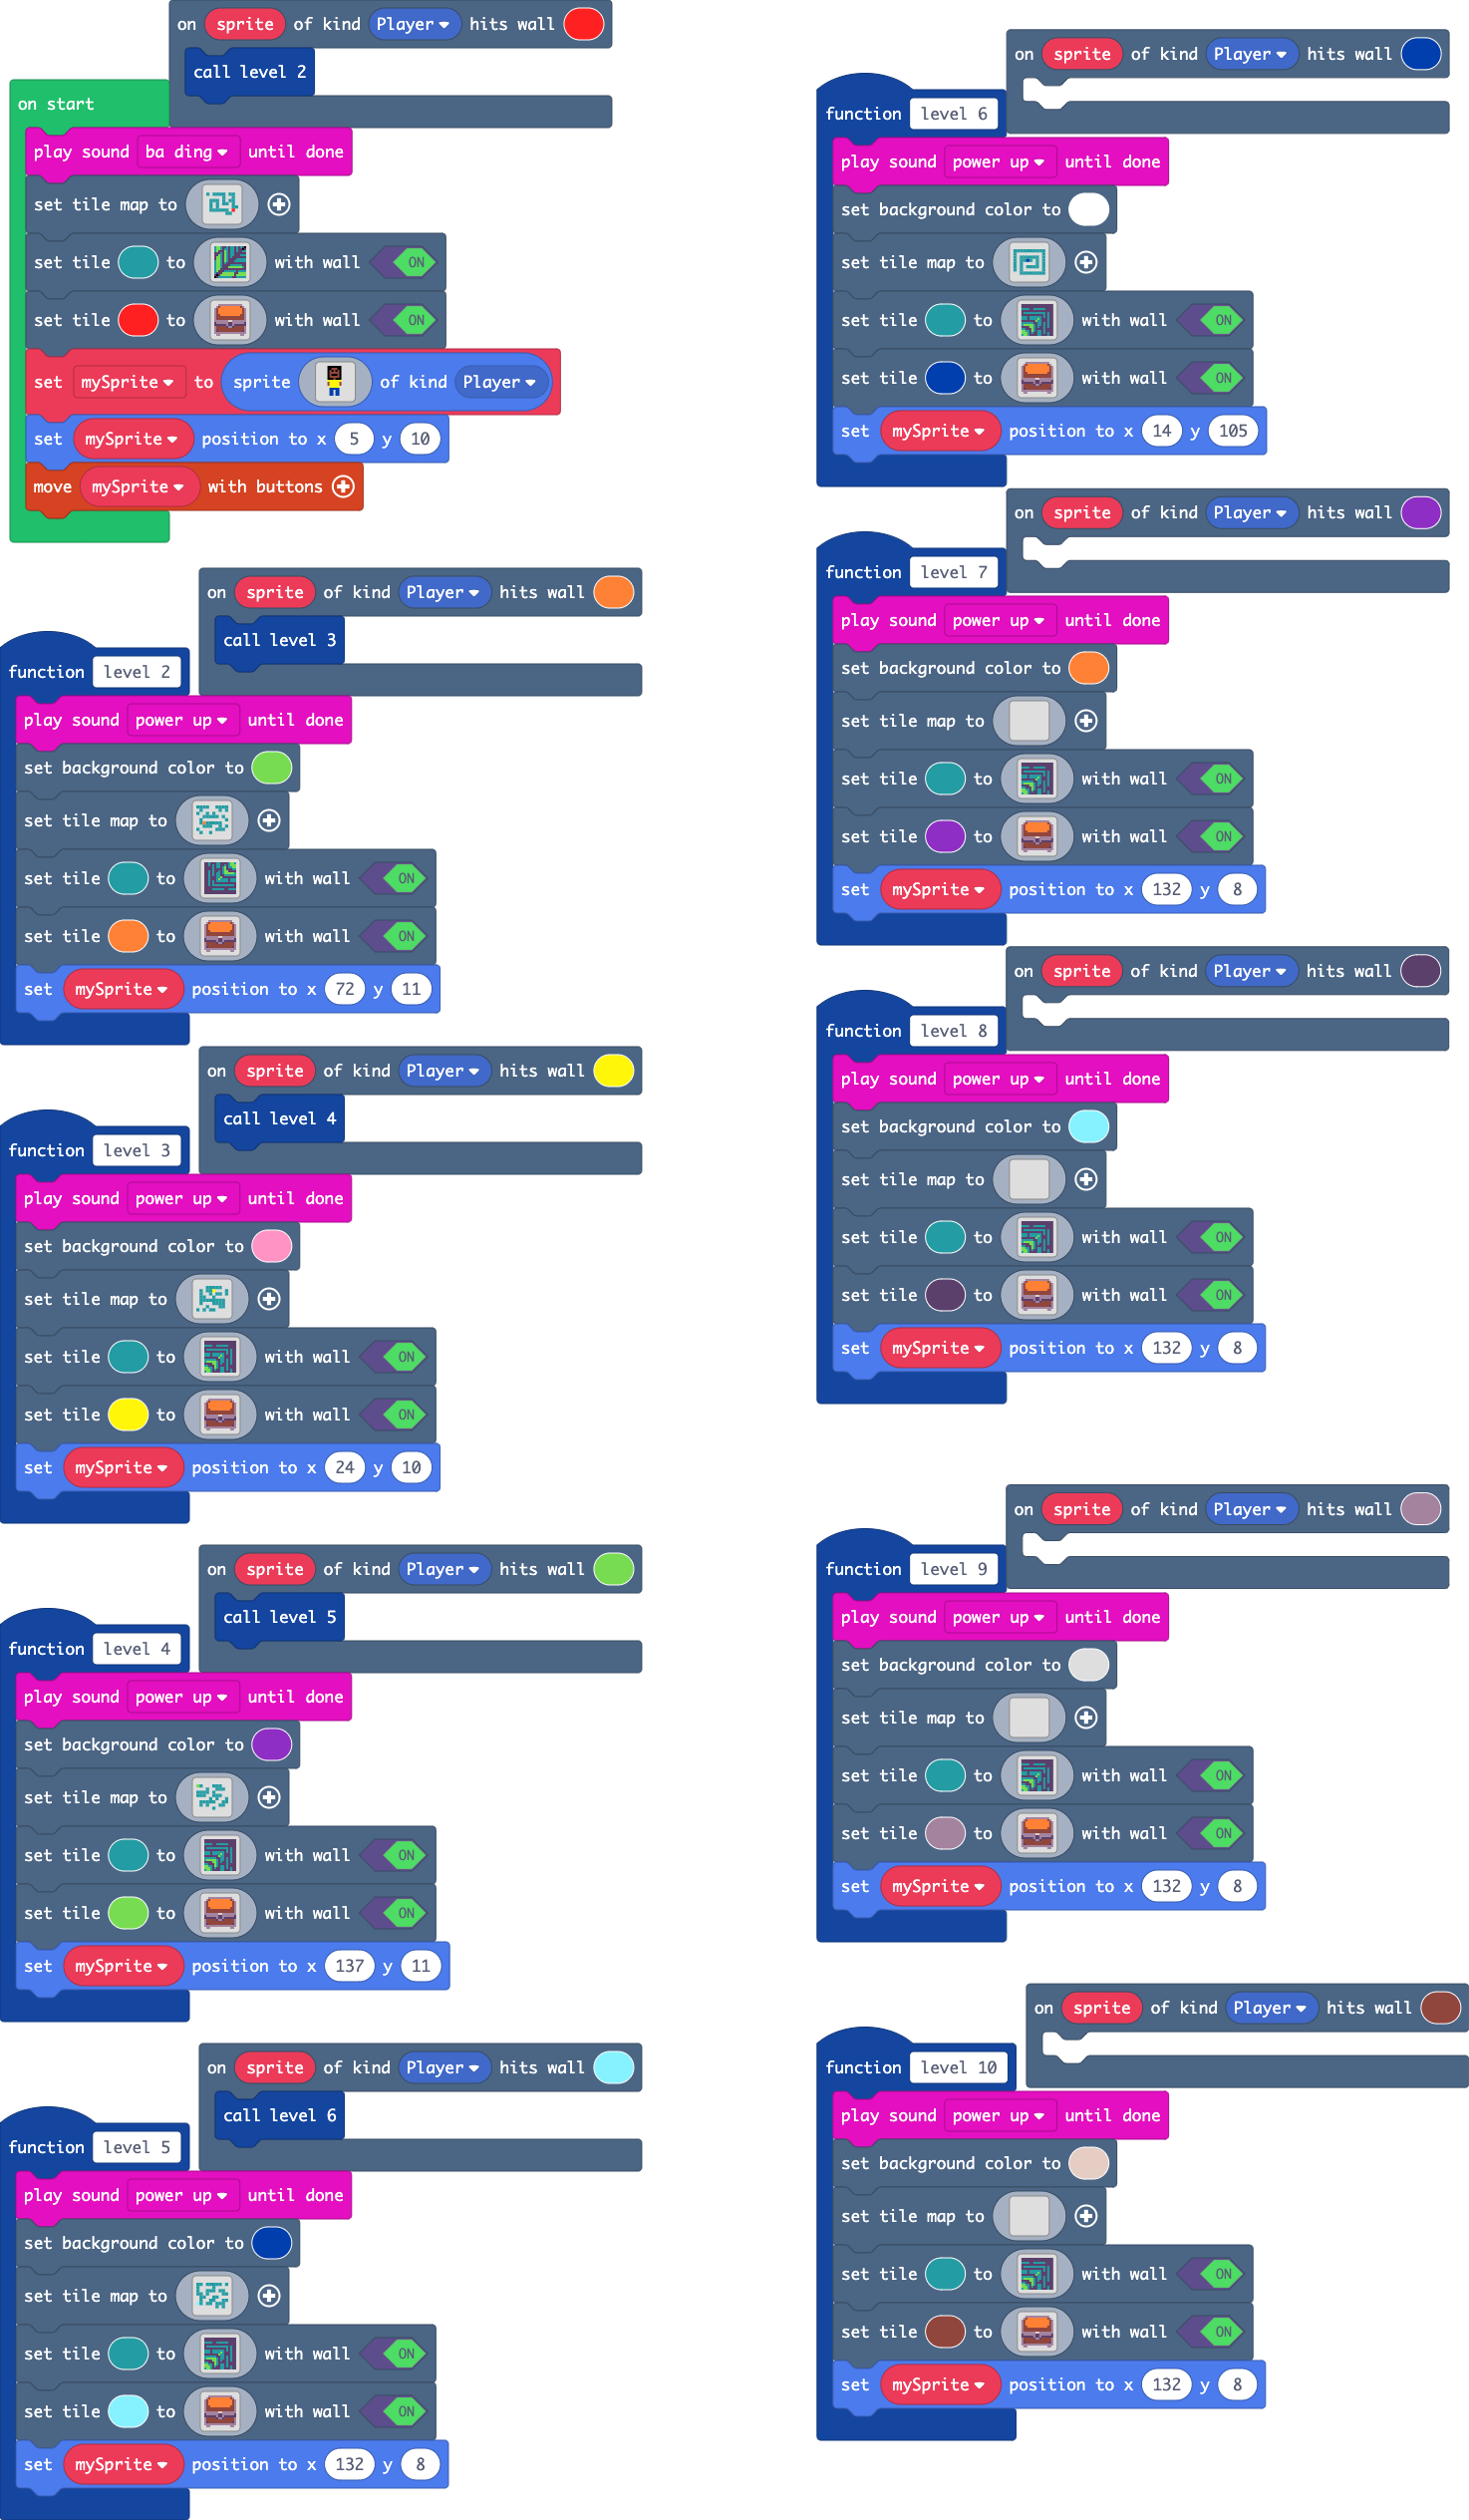 on sprite of kind Player hits wall
call level 2
on start
play sound ba ding until done
set tile map to
set tile to with wall ON
set tile to with wall ON
set mySprite to sprite of kind Player
set mySprite position to x 5 y 10
move mySprite with buttons
on sprite of kind Player hits wall
call level 3
function level 2
play sound power up until done
set background color to
set tile map to
set tile to with wall ON
set tile to with wall ON
set mySprite position to x 72 y 11
on sprite of kind Player hits wall
call level 4
function level 3
play sound power up until done
set background color to
set tile map to
set tile to with wall ON
set tile to with wall ON
set mySprite position to x 24 y 10
on sprite of kind Player hits wall
call level 5
function level 4
play sound power up until done
set background color to
set tile map to
set tile to with wall ON
set tile to with wall ON
set mySprite position to x 137 y 11
on sprite of kind Player hits wall
call level 6
function level 5
play sound power up until done
set background color to
set tile map to
set tile to with wall ON
set tile to with wall ON
set mySprite position to x 132 y 8
on sprite of kind Player hits wall
function level 6
play sound power up until done
set background color to
set tile map to
set tile to with wall ON
set tile to with wall ON
set mySprite position to x 14 y 105
on sprite of kind Player hits wall
function level 7
play sound power up until done
set background color to
set tile map to
set tile to with wall ON
set tile to with wall ON
set mySprite position to x 132 y 8
on sprite of kind Player hits wall
function level 8
play sound power up until done
set background color to
set tile map to
set tile to with wall ON
set tile to with wall ON
set mySprite position to x 132 y 8
on sprite of kind Player hits wall
function level 9
play sound power up until done
set background color to
set tile map to
set tile to with wall ON
set tile to with wall ON
set mySprite position to x 132 y 8
on sprite of kind Player hits wall
function level 10
play sound power up until done
set background color to
set tile map to
set tile to with wall ON
set tile to with wall ON
set mySprite position to x 132 y 8